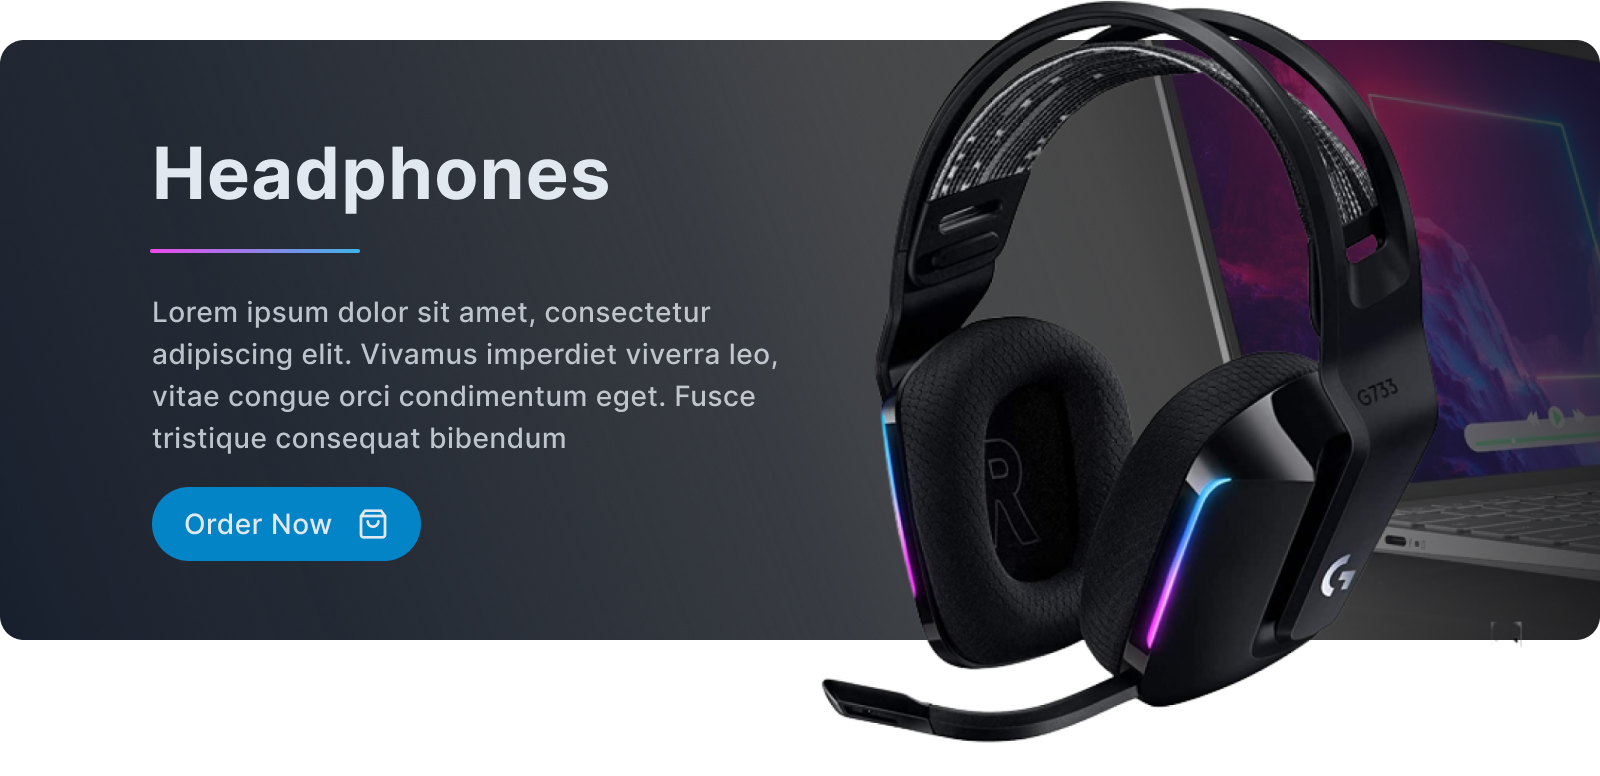 Headphones
Lorem ipsum dolor sit amet, consectetur
adipiscing elit. Vivamus imperdiet viverra leo,
vitae congue orci condimentum eget. Fusce
tristique consequat bibendum
Order Now
R
G733
G